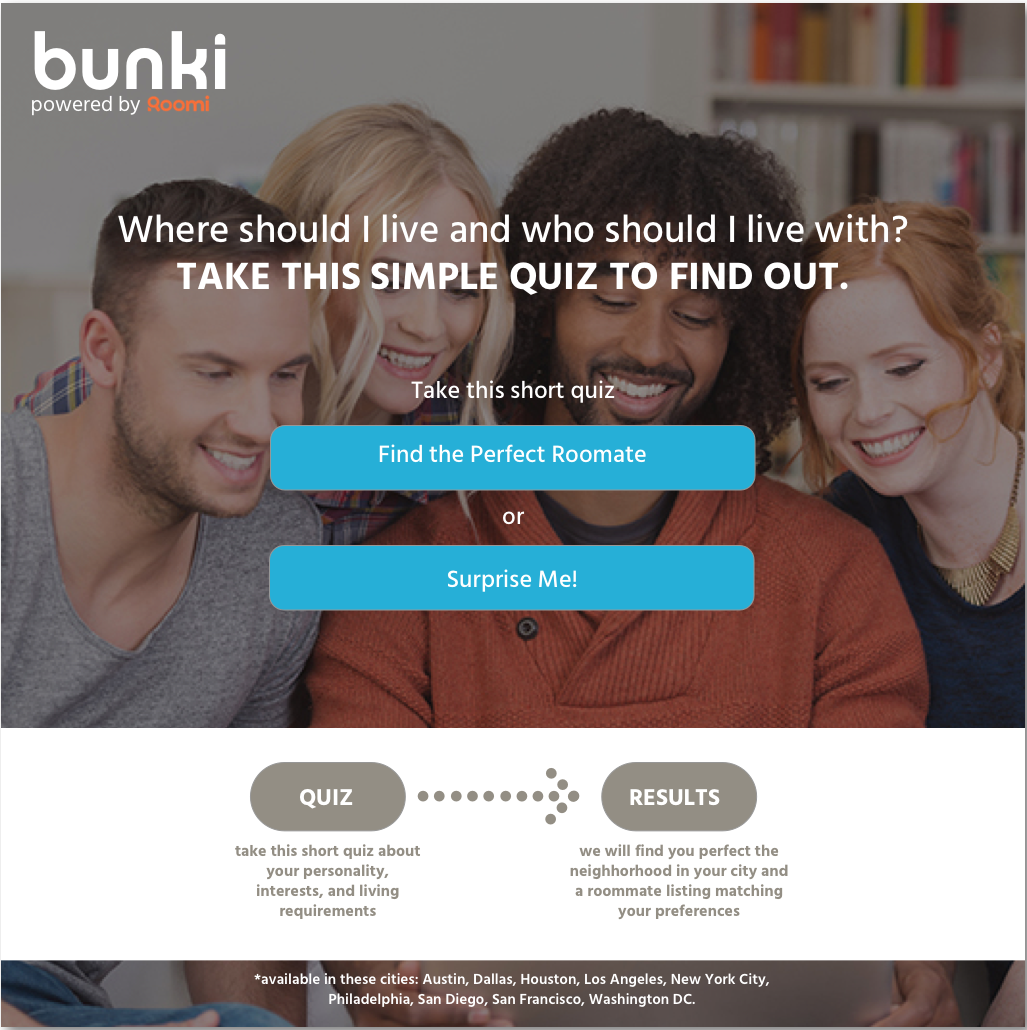 bunki
powered by Roomi
Where should I live and who should I live with?
TAKE THIS SIMPLE QUIZ TO FIND OUT.
Take this short quiz
Find the Perfect Roomate
or
Surprise Me!
QUIZ
RESULTS
take this short quiz about
your personality,
interests, and living
requirements
we will find you perfect the
neighhorhood in your city and
a roommate listing matching
your preferences
*available in these cities: Austin, Dallas, Houston, Los Angeles, New York City,
Philadelphia, San Diego, San Francisco, Washington DC.